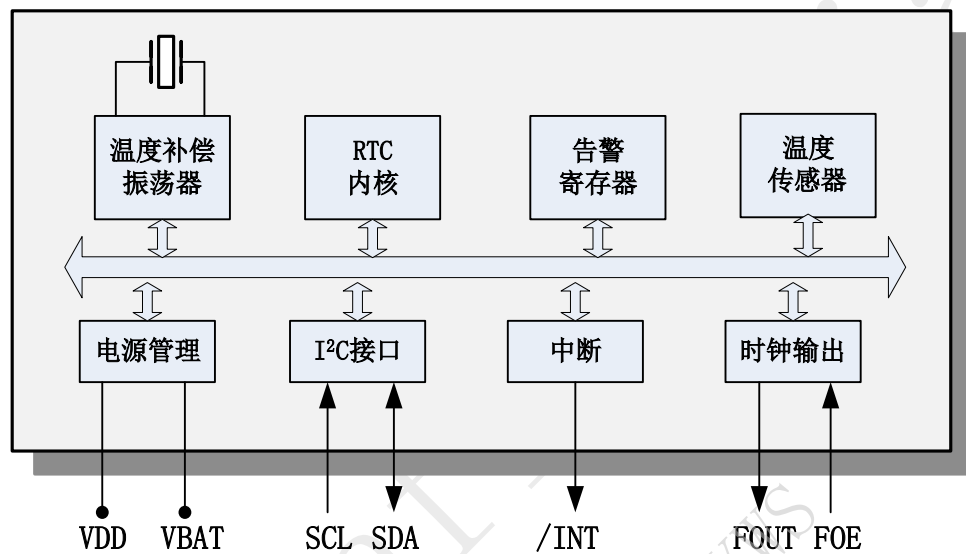 温度补偿
振荡器
RTC
内核
告警
寄存器
温度
传感器
电源管理
I²C接口
中断
时钟输出
VDD
VBAT
SCL
SDA
/INT
FOUT
FOE